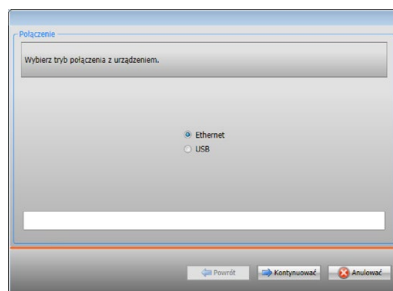 Połączenie
Wybierz tryb połączenia z urządzeniem.
Ethernet
USB
Powrót
Kontynuować
Anulować